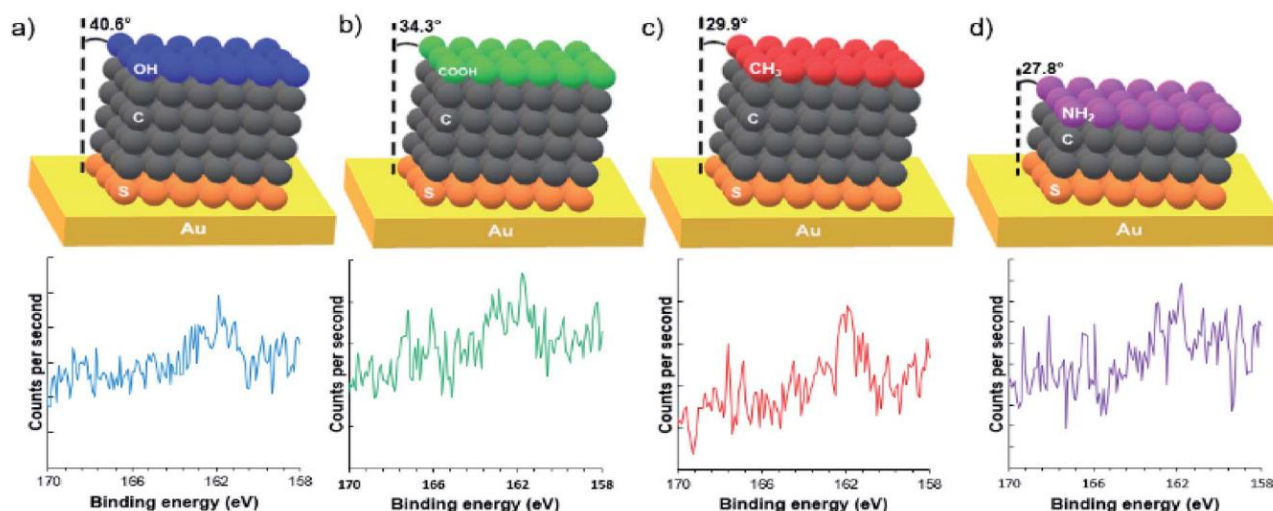 a)
40.6°
OH
C
S
Au
b)
34.3°
COOH
C
S
Au
c)
29.9°
CH₃
C
S
Au
d)
27.8°
NH₂
C
S
Au
Counts per second
170 166 162 158
Binding energy (eV)
Counts per second
170 166 162 158
Binding energy (eV)
Counts per second
170 166 162 158
Binding energy (eV)
Counts per second
170 166 162 158
Binding energy (eV)